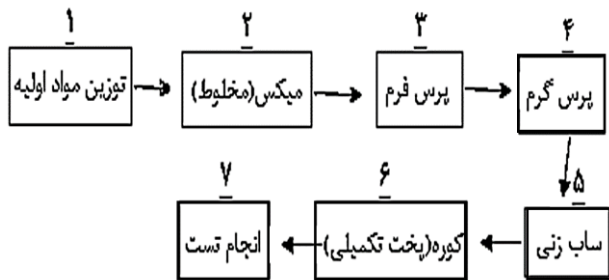 ۱
توزین مواد اولیه
۲
میکس(مخلوط)
۳
پرس فرم
۴
پرس گرم
۵
ساب زنی
۶
کوره(پخت تکمیلی)
۷
انجام تست